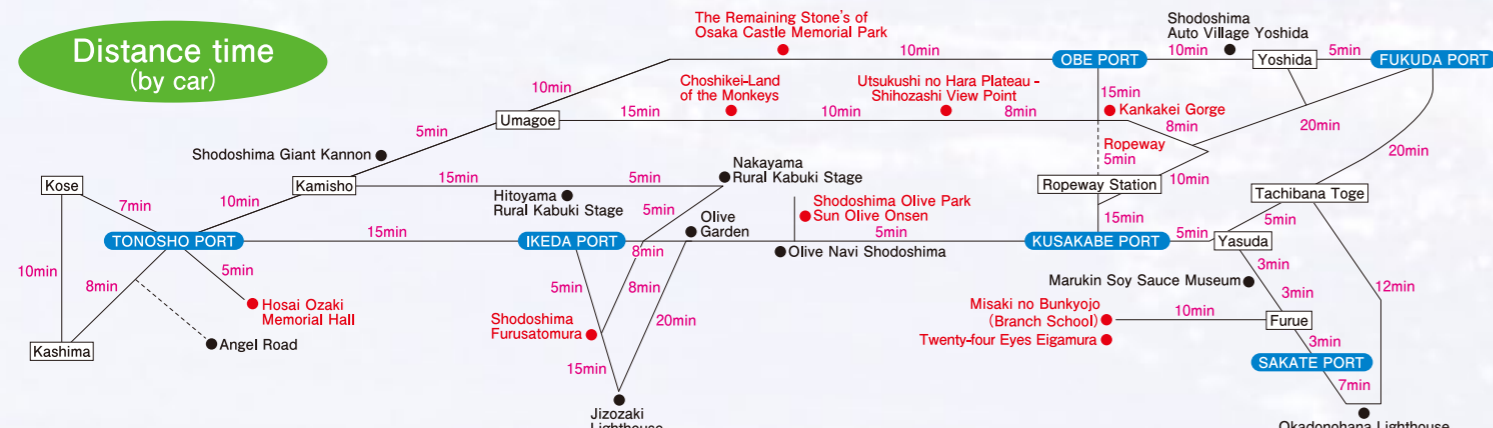 Distance time
(by car)
The Remaining Stone's of
Osaka Castle Memorial Park
10min
OBE PORT
10min
Shodoshima
Auto Village Yoshida
Yoshida
5min
FUKUDA PORT
10min
Choshikei-Land
of the Monkeys
Utsukushi no Hara Plateau -
Shihozashi View Point
15min
Kankakei Gorge
Umagoe
15min
10min
8min
8min
20min
5min
Ropeway
5min
20min
Shodoshima Giant Kannon
Kose
Kamisho
15min
5min
Nakayama
Rural Kabuki Stage
Hitoyama
Rural Kabuki Stage
Ropeway Station
10min
Tachibana Toge
7min
10min
5min
Olive
Garden
Shodoshima Olive Park
Sun Olive Onsen
15min
5min
TONOSHO PORT
15min
IKEDA PORT
8min
5min
KUSAKABE PORT
5min
Yasuda
Olive Navi Shodoshima
10min
8min
5min
5min
8min
Marukin Soy Sauce Museum
3min
3min
12min
Hosai Ozaki
Memorial Hall
Shodoshima
Furusatomura
20min
Misaki no Bunkyojo
(Branch School)
10min
Furue
Twenty-four Eyes Eigamura
3min
Kashima
Angel Road
15min
SAKATE PORT
7min
Jizozaki
Lighthouse
Okadonohana Lighthouse